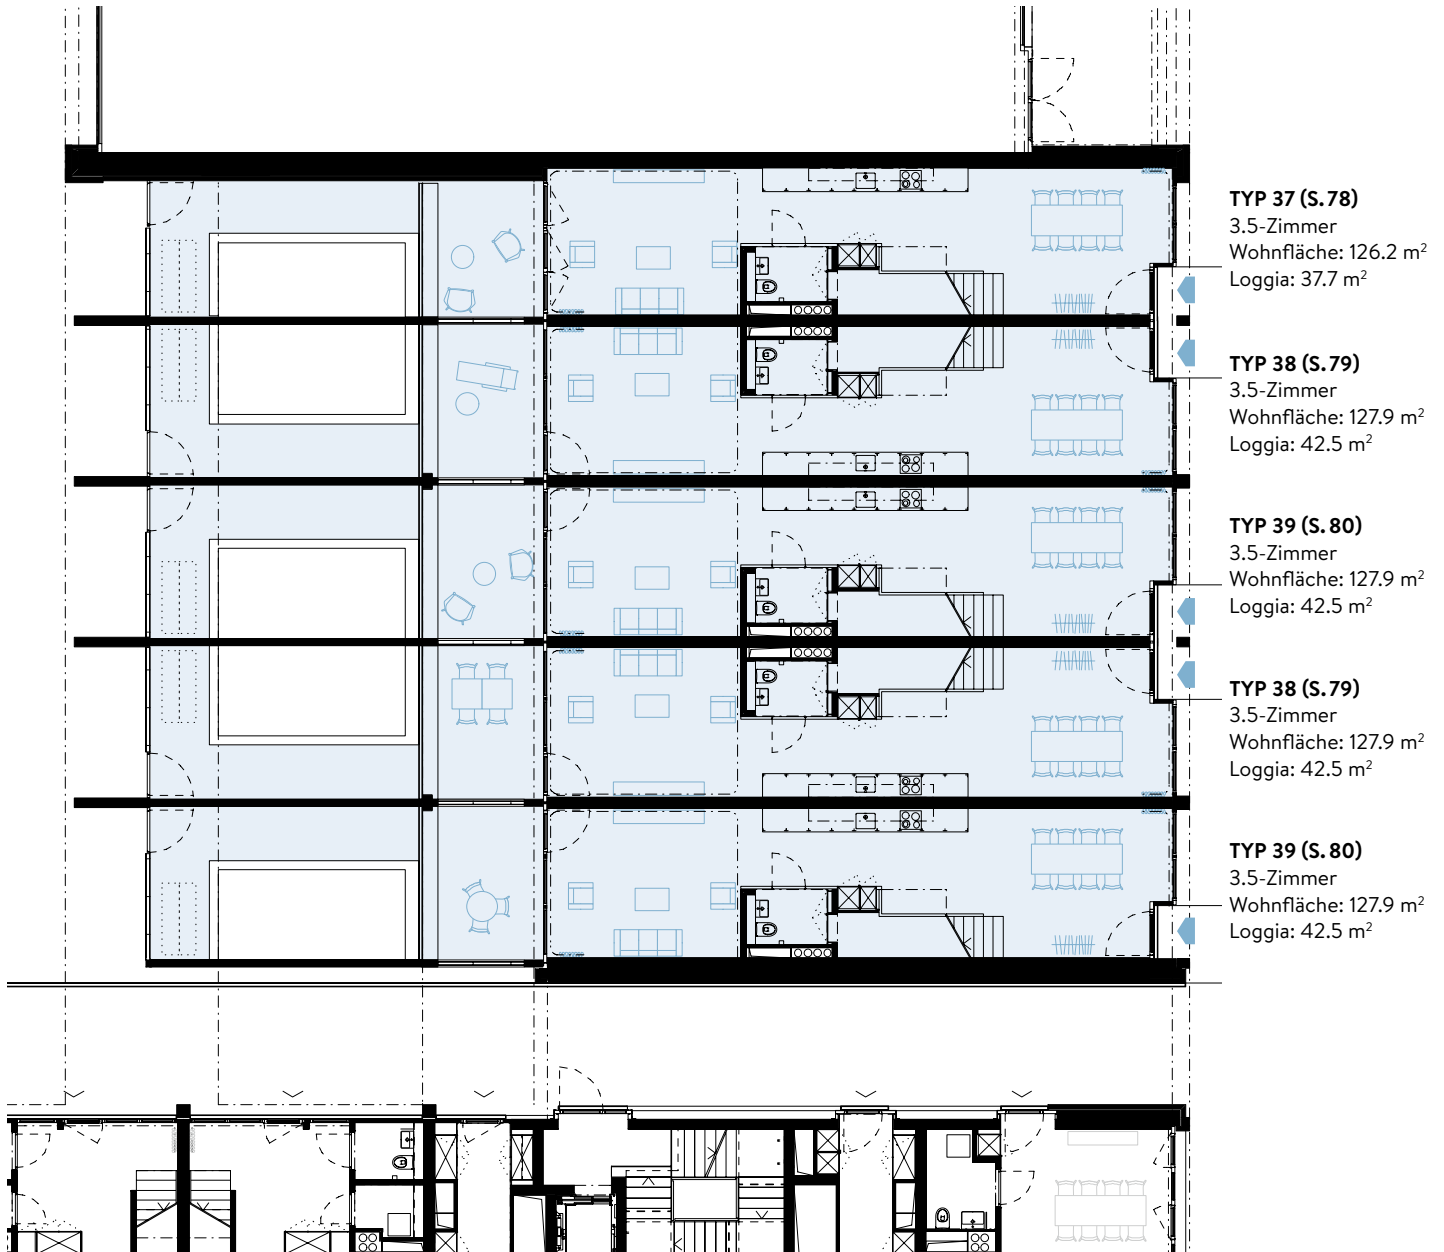 TYP 37 (S. 78)
3.5-Zimmer
Wohnfläche: 126.2 m²
Loggia: 37.7 m²
TYP 38 (S. 79)
3.5-Zimmer
Wohnfläche: 127.9 m²
Loggia: 42.5 m²
TYP 39 (S. 80)
3.5-Zimmer
Wohnfläche: 127.9 m²
Loggia: 42.5 m²
TYP 38 (S. 79)
3.5-Zimmer
Wohnfläche: 127.9 m²
Loggia: 42.5 m²
TYP 39 (S. 80)
3.5-Zimmer
Wohnfläche: 127.9 m²
Loggia: 42.5 m²